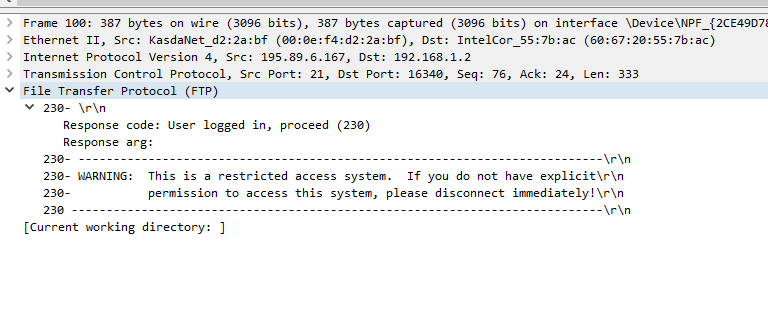 Frame 100: 387 bytes on wire (3096 bits), 387 bytes captured (3096 bits) on interface \Device\NPF_{2CE49D78
Ethernet II, Src: KasdaNet_d2:2a:bf (00:0e:f4:d2:2a:bf), Dst: IntelCor_55:7b:ac (60:67:20:55:7b:ac)
Internet Protocol Version 4, Src: 195.89.6.167, Dst: 192.168.1.2
Transmission Control Protocol, Src Port: 21, Dst Port: 16340, Seq: 76, Ack: 24, Len: 333
File Transfer Protocol (FTP)
230- \r\n
Response code: User logged in, proceed (230)
Response arg:
230- -----------------------------------------------------------------------\r\n
230- WARNING:  This is a restricted access system.  If you do not have explicit\r\n
230-           permission to access this system, please disconnect immediately!\r\n
230 ------------------------------------------------------------------------\r\n
[Current working directory: ]